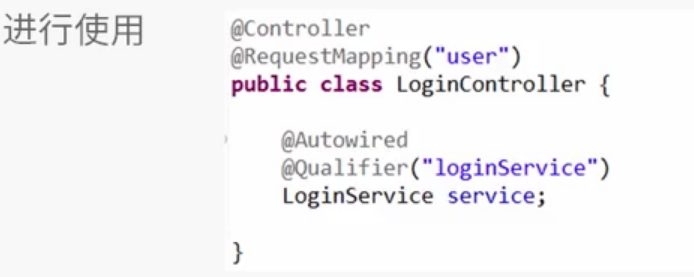 进行使用
@Controller
@RequestMapping("user")
public class LoginController {
@Autowired
@Qualifier("loginService")
LoginService service;
}